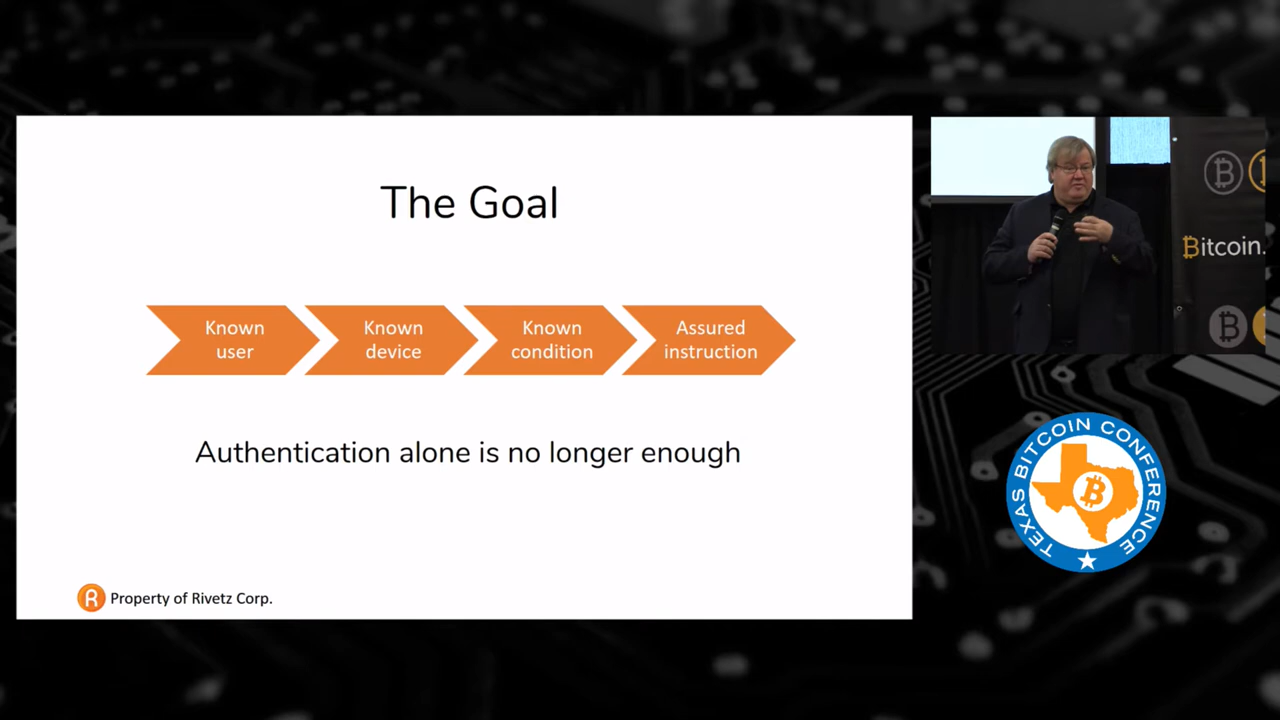 The Goal
Known
user
Known
device
Known
condition
Assured
instruction
Authentication alone is no longer enough
R Property of Rivetz Corp.
Bitcoin.
TEXAS BITCOIN CONFERENCE